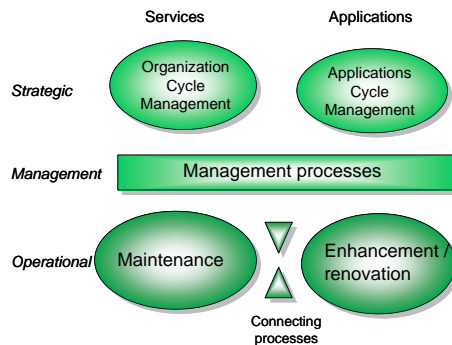 Services
Applications
Strategic
Organization
Cycle
Management
Applications
Cycle
Management
Management
Management processes
Operational
Maintenance
Enhancement /
renovation
Connecting
processes